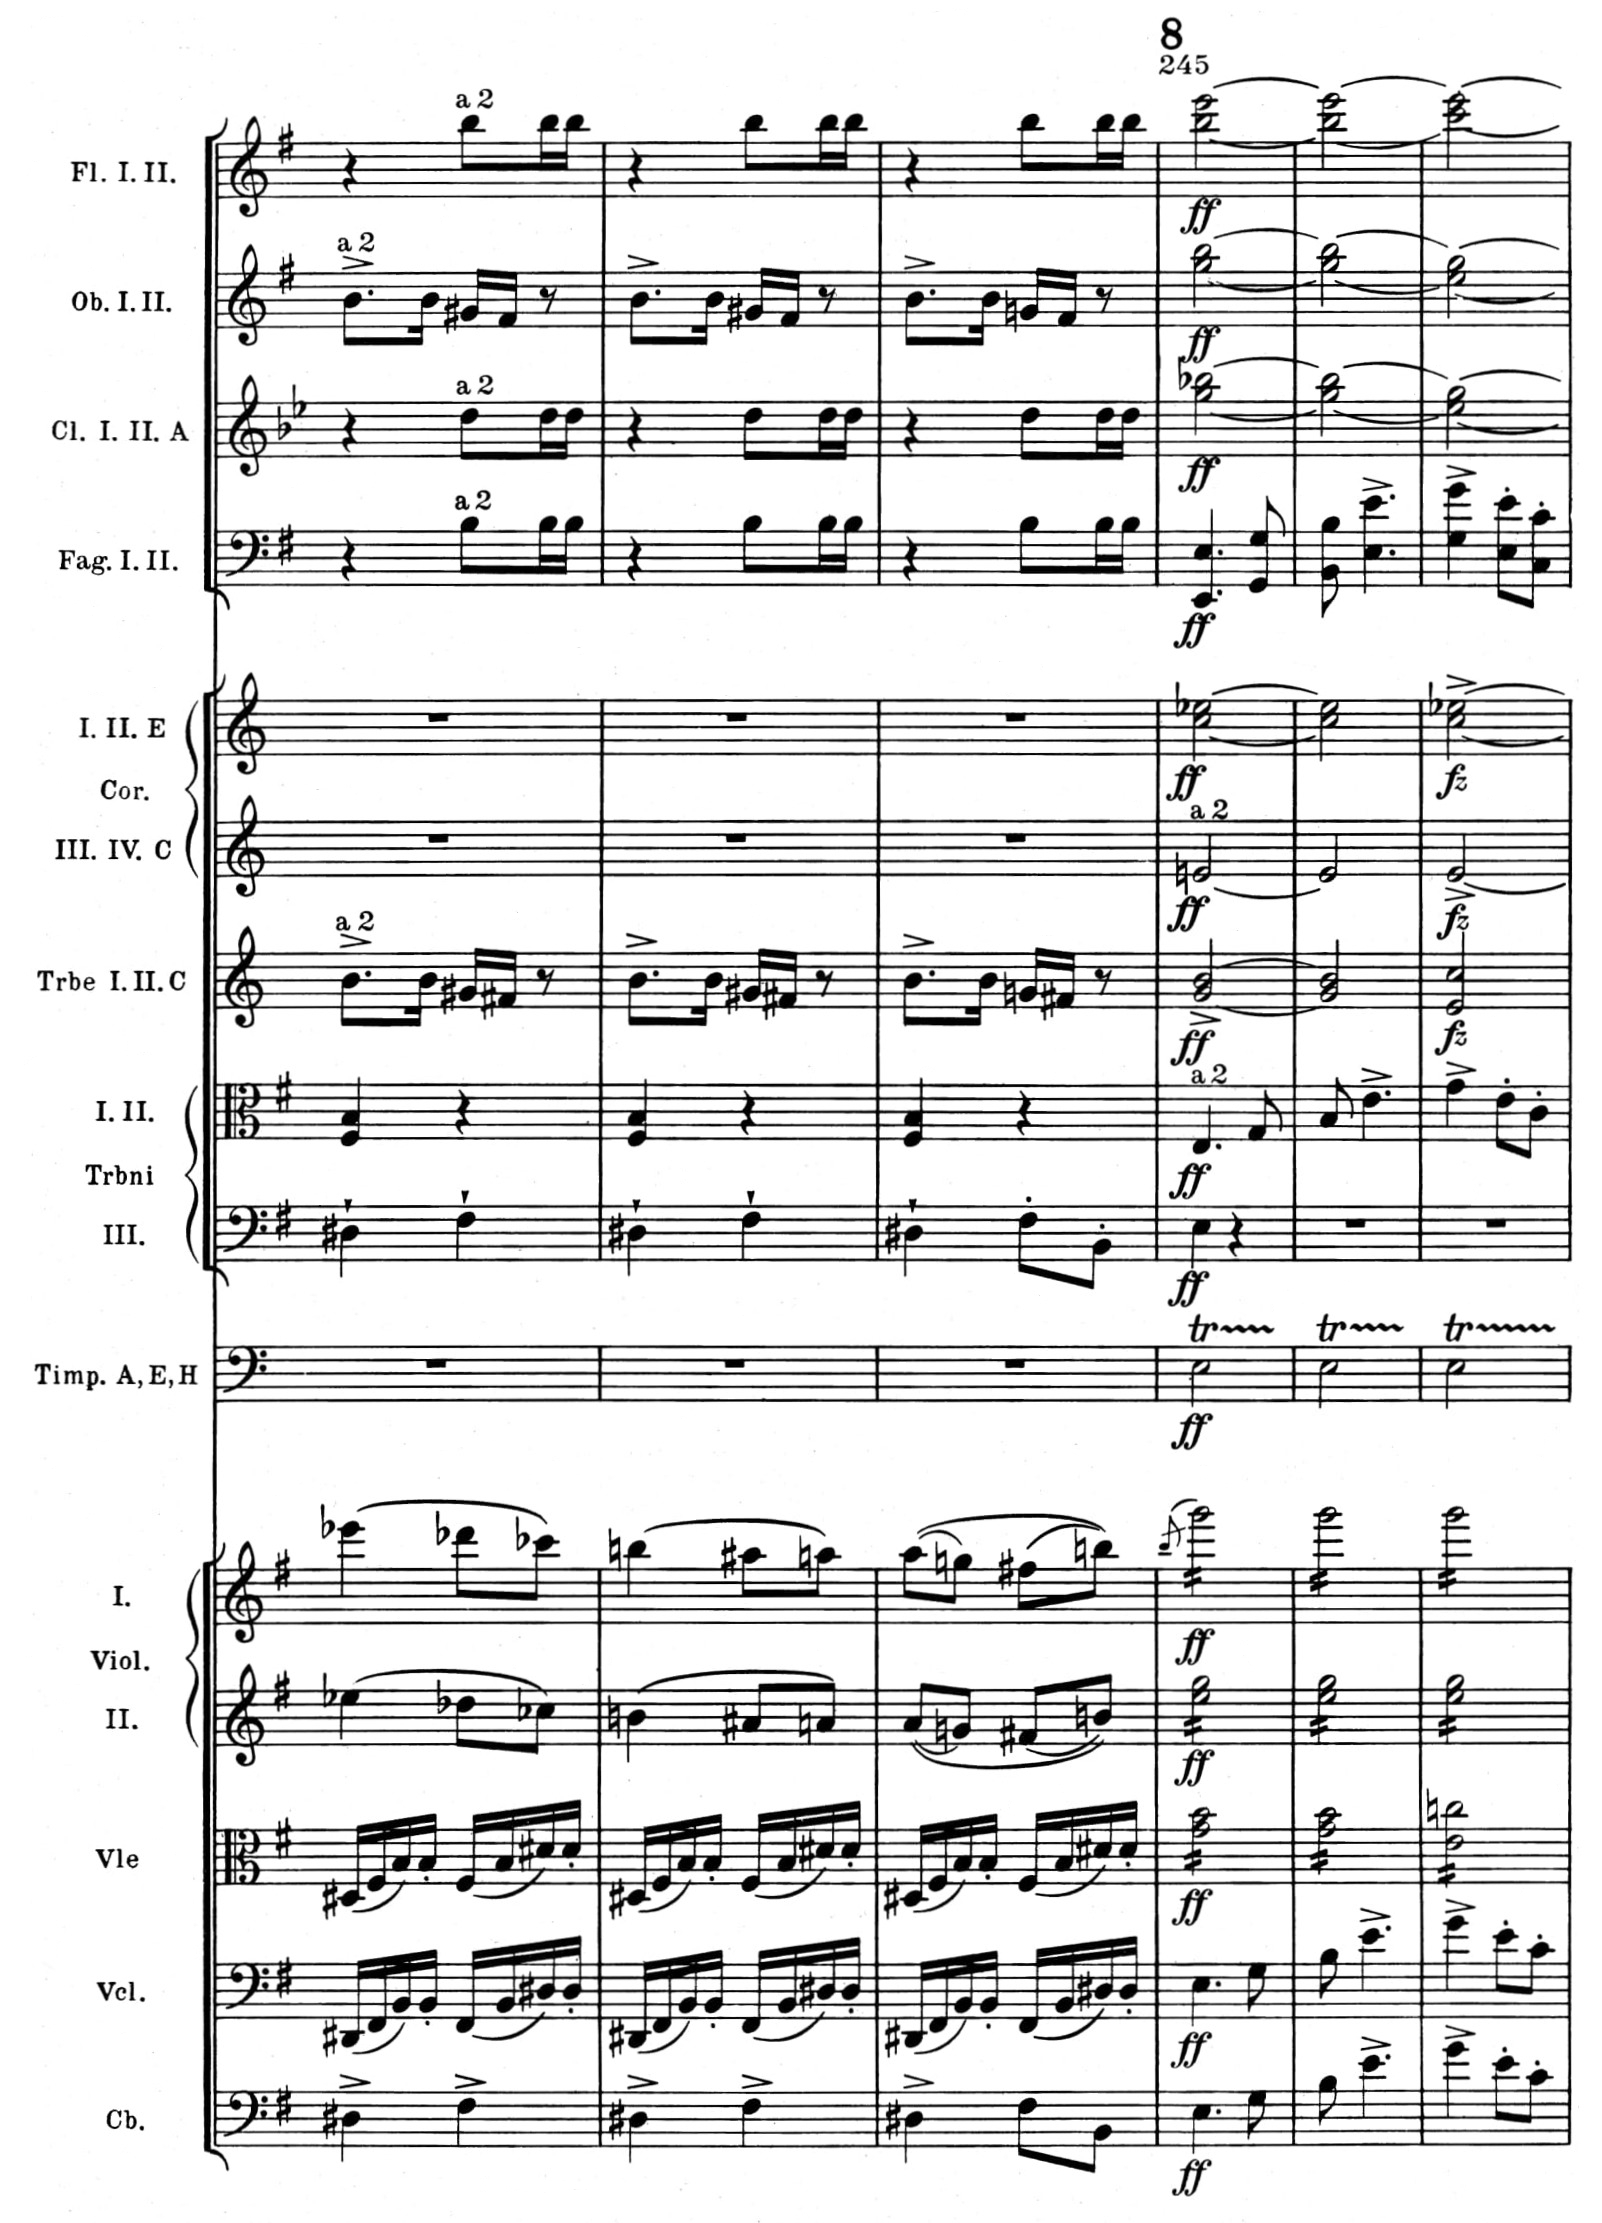 8
245
a 2
Fl. I. II.
a 2
Ob. I. II.
a 2
Cl. I. II. A
a 2
Fag. I. II.
ff
ff
ff
ff
I. II. E
Cor.
ff
fz
a 2
III. IV. C
ff
fz
a 2
Trbe I. II. C
ff
fz
a 2
I. II.
Trbni
ff
III.
ff
tr tr tr
Timp. A, E, H
ff
I.
Viol.
ff
II.
ff
Vle
ff
Vcl.
ff
Cb.
ff